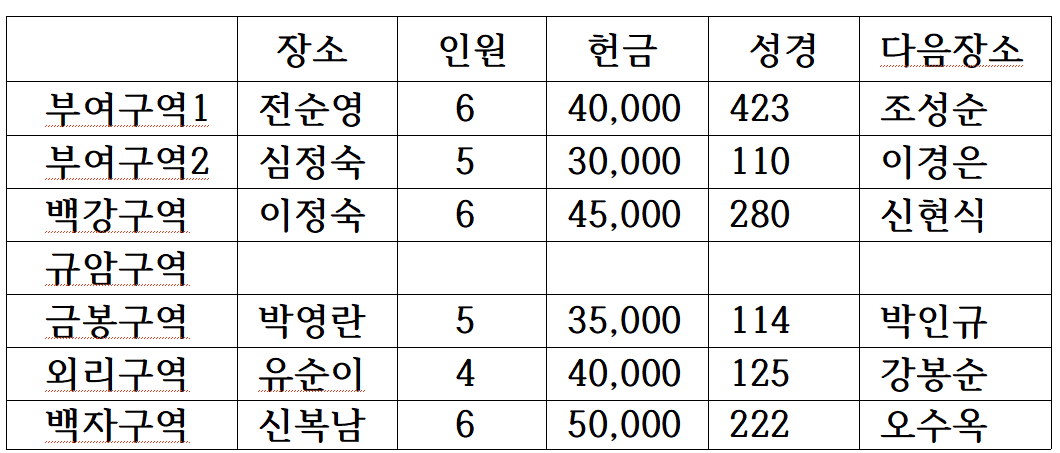 장소 인원 헌금 성경 다음장소
부여구역1 전순영 6 40,000 423 조성순
부여구역2 심정숙 5 30,000 110 이경은
백강구역 이정숙 6 45,000 280 신현식
규암구역
금봉구역 박영란 5 35,000 114 박인규
외리구역 유순이 4 40,000 125 강봉순
백자구역 신복남 6 50,000 222 오수옥